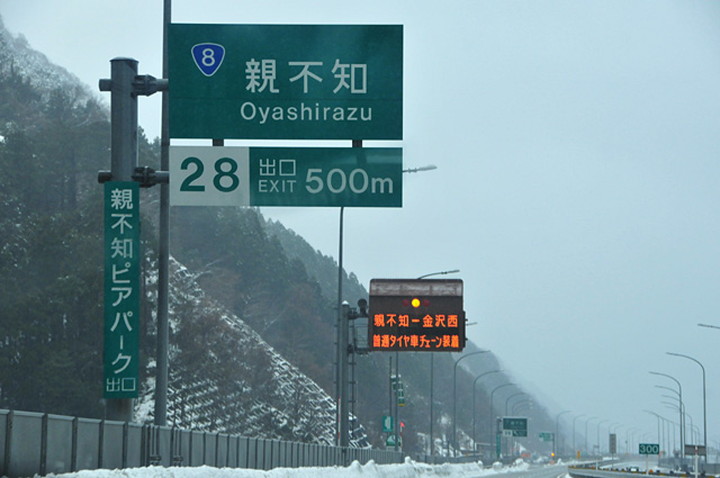 8
親不知
Oyashirazu
28
出口
EXIT 500m
親不知ピアパーク
出口
親不知ー金沢西
普通タイヤ車チェーン装着
300